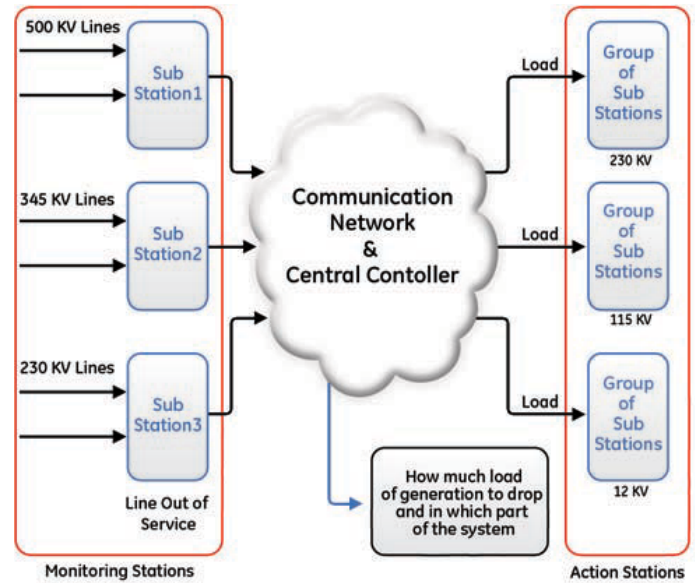 500 KV Lines
Sub
Station1
345 KV Lines
Sub
Station2
230 KV Lines
Sub
Station3
Line Out of
Service
Monitoring Stations
Communication
Network
&
Central Contoller
How much load
of generation to drop
and in which part
of the system
Load
Group
of
Sub
Stations
230 KV
Load
Group
of
Sub
Stations
115 KV
Load
Group
of
Sub
Stations
12 KV
Action Stations